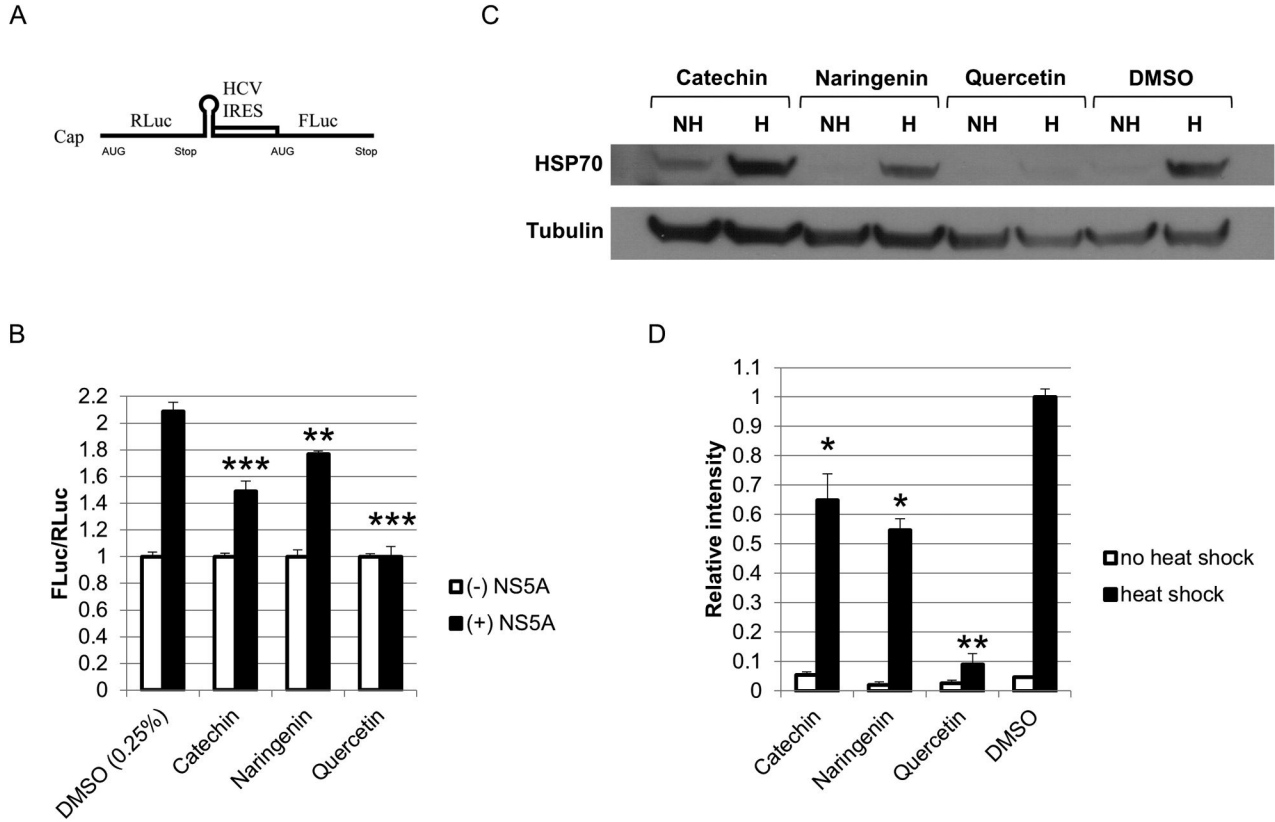 A
Cap
RLuc
HCV
IRES
FLuc
AUG
Stop
AUG
Stop
B
FLuc/RLuc
2.2
2
1.8
1.6
1.4
1.2
1
0.8
0.6
0.4
0.2
0
***
**
***
DMSO (0.25%)
Catechin
Naringenin
Quercetin
(-) NS5A
(+) NS5A
C
Catechin Naringenin Quercetin DMSO
NH H NH H NH H NH H
HSP70
Tubulin
D
Relative intensity
1.1
1
0.9
0.8
0.7
0.6
0.5
0.4
0.3
0.2
0.1
0
*
*
**
Catechin
Naringenin
Quercetin
DMSO
no heat shock
heat shock